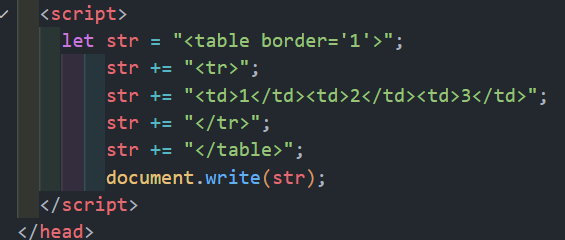 <script>
let str = "<table border='1'>";
str += "<tr>";
str += "<td>1</td><td>2</td><td>3</td>";
str += "</tr>";
str += "</table>";
document.write(str);
</script>
</head>